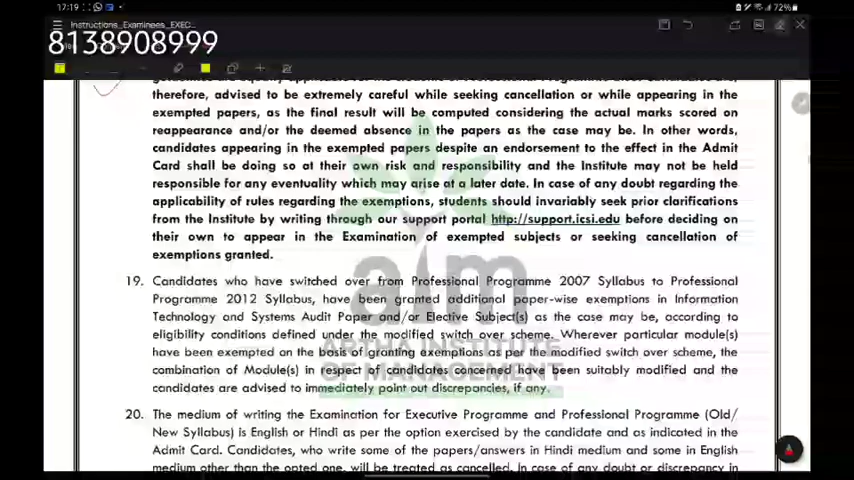 17:19
72%
Instructions_Examinees_EXEC...
8138908999
therefore, advised to be extremely careful while seeking cancellation or while appearing in the
exempted papers, as the final result will be computed considering the actual marks scored on
reappearance and/or the deemed absence in the papers as the case may be. In other words,
candidates appearing in the exempted papers despite an endorsement to the effect in the Admit
Card shall be doing so at their own risk and responsibility and the Institute may not be held
responsible for any eventuality which may arise at a later date. In case of any doubt regarding the
applicability of rules regarding the exemptions, students should invariably seek prior clarifications
from the Institute by writing through our support portal http://support.icsi.edu before deciding on
their own to appear in the Examination of exempted subjects or seeking cancellation of
exemptions granted.
19. Candidates who have switched over from Professional Programme 2007 Syllabus to Professional
Programme 2012 Syllabus, have been granted additional paper-wise exemptions in Information
Technology and Systems Audit Paper and/or Elective Subject(s) as the case may be, according to
eligibility conditions defined under the modified switch over scheme. Wherever particular module(s)
have been exempted on the basis of granting exemptions as per the modified switch over scheme, the
combination of Module(s) in respect of candidates concerned have been suitably modified and the
candidates are advised to immediately point out discrepancies, if any.
20. The medium of writing the Examination for Executive Programme and Professional Programme (Old/
New Syllabus) is English or Hindi as per the option exercised by the candidate and as indicated in the
Admit Card. Candidates, who write some of the papers/answers in Hindi medium and some in English
medium other than the opted one, will be treated as cancelled. In case of any doubt or discrepancy in
aim
ARTHA INSTITUTE
OF MANAGEMENT